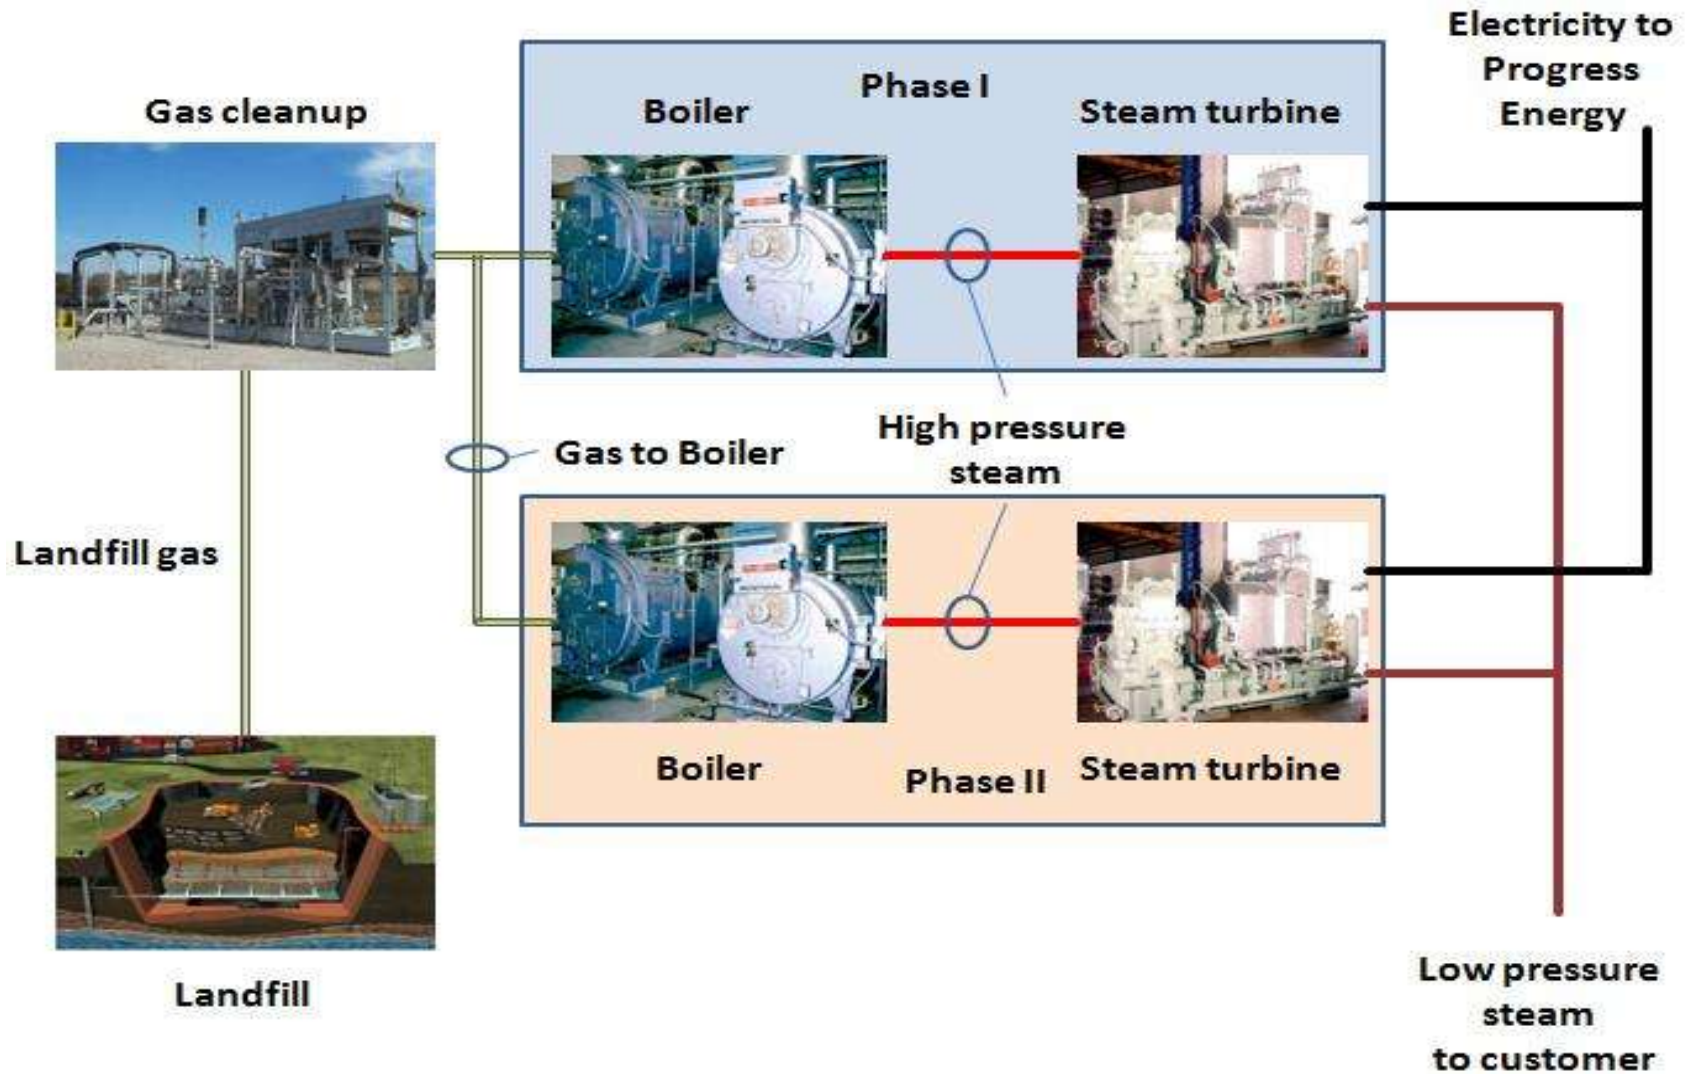 Electricity to
Progress
Energy
Phase I
Gas cleanup
Boiler
Steam turbine
High pressure
steam
Gas to Boiler
Landfill gas
Boiler
Phase II
Steam turbine
Landfill
Low pressure
steam
to customer